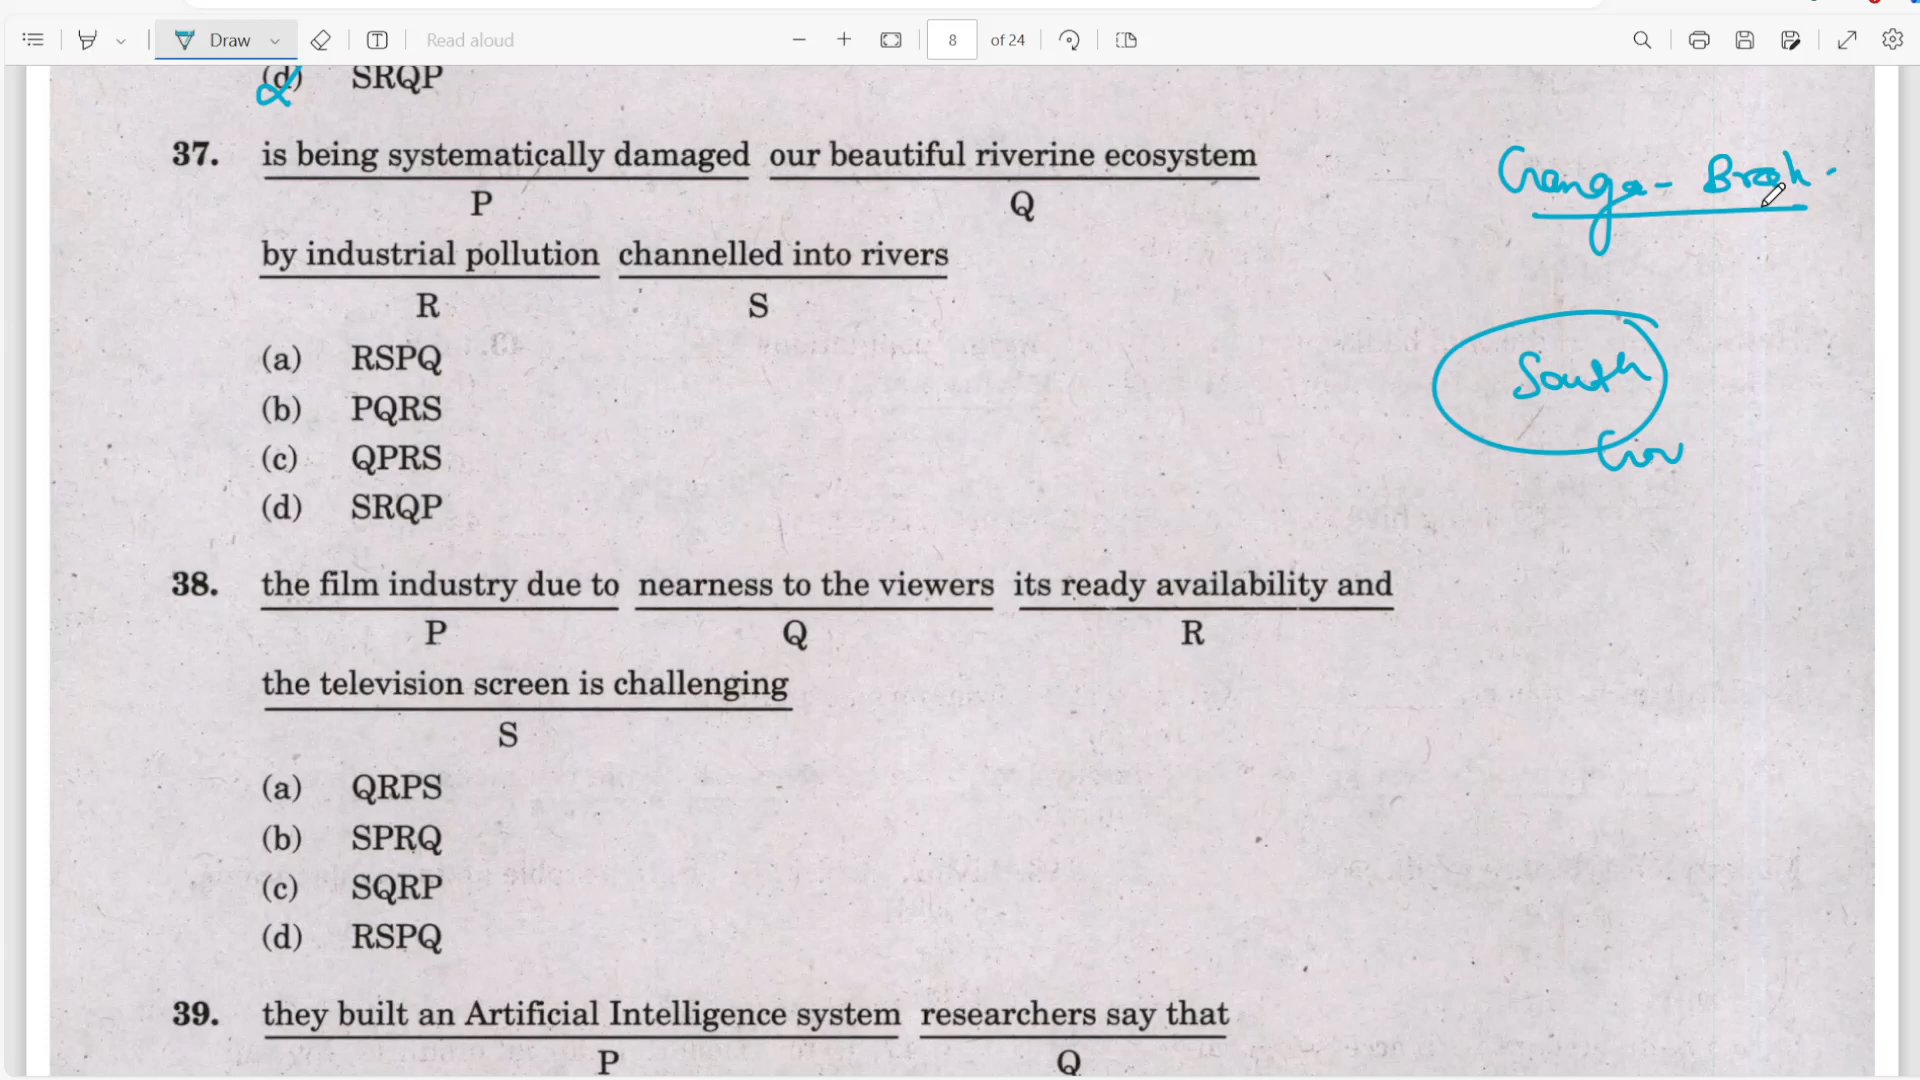 Draw
Read aloud
8 of 24
(d) SRQP
37. is being systematically damaged our beautiful riverine ecosystem
P Q
by industrial pollution channelled into rivers
R S
(a) RSPQ
(b) PQRS
(c) QPRS
(d) SRQP
Ganga - Brah.
South
38. the film industry due to nearness to the viewers its ready availability and
P Q R
the television screen is challenging
S
(a) QRPS
(b) SPRQ
(c) SQRP
(d) RSPQ
39. they built an Artificial Intelligence system researchers say that
P Q